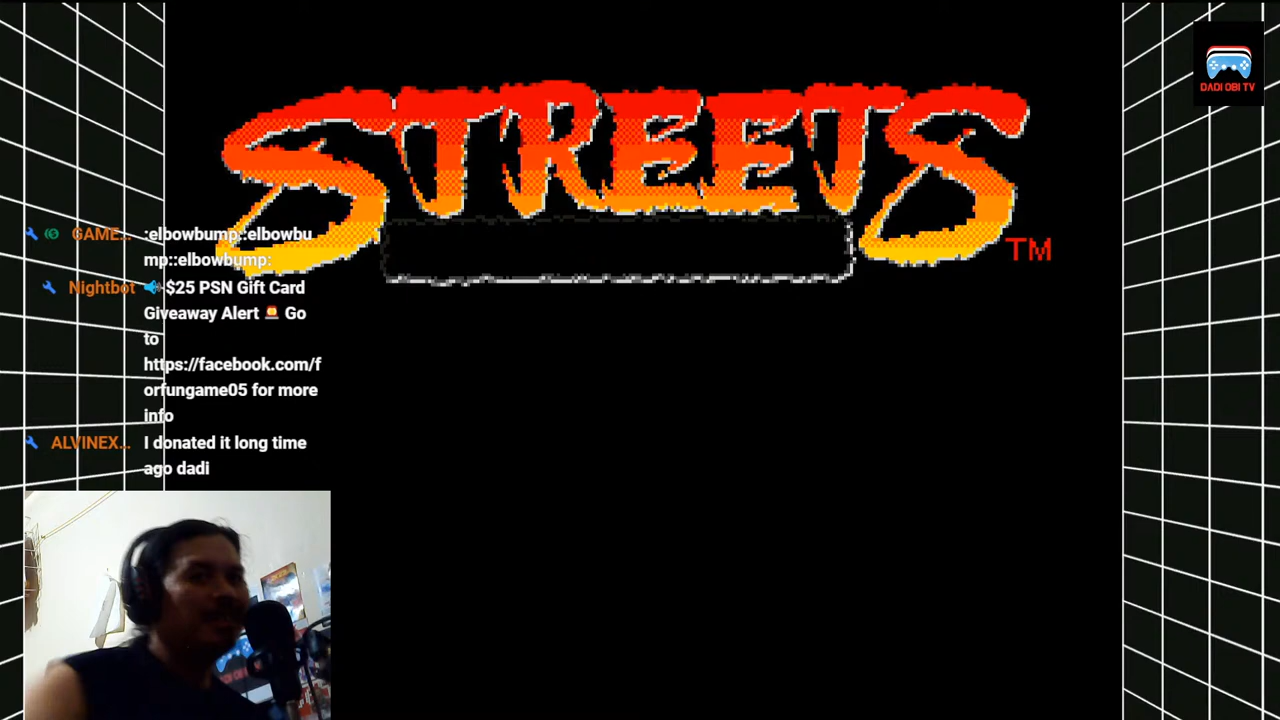 DADI OBI TV
STREETS
TM
GAME... :elbowbump::elbowbu
mp::elbowbump:
Nightbot $25 PSN Gift Card
Giveaway Alert Go
to
https://facebook.com/f
orfungame05 for more
info
ALVINEX... I donated it long time
ago dadi